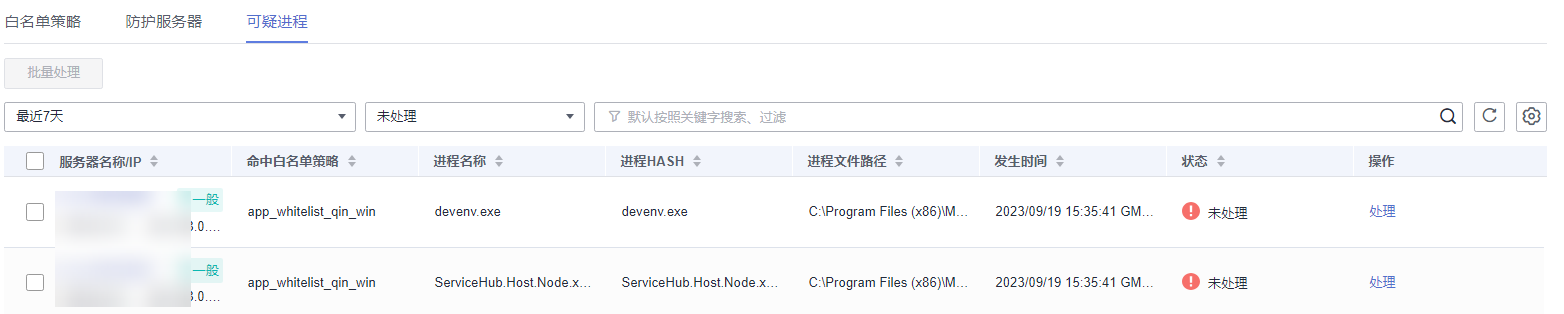 白名单策略 防护服务器 可疑进程
批量处理
最近7天 未处理 默认按照关键字搜索、过滤
服务器名称/IP 命中白名单策略 进程名称 进程HASH 进程文件路径 发生时间 状态 操作
一般
app_whitelist_qin_win devenv.exe devenv.exe C:\Program Files (x86)\M... 2023/09/19 15:35:41 GM... 未处理 处理
3.0....
一般
app_whitelist_qin_win ServiceHub.Host.Node.x... ServiceHub.Host.Node.x... C:\Program Files (x86)\M... 2023/09/19 15:35:41 GM... 未处理 处理
3.0....